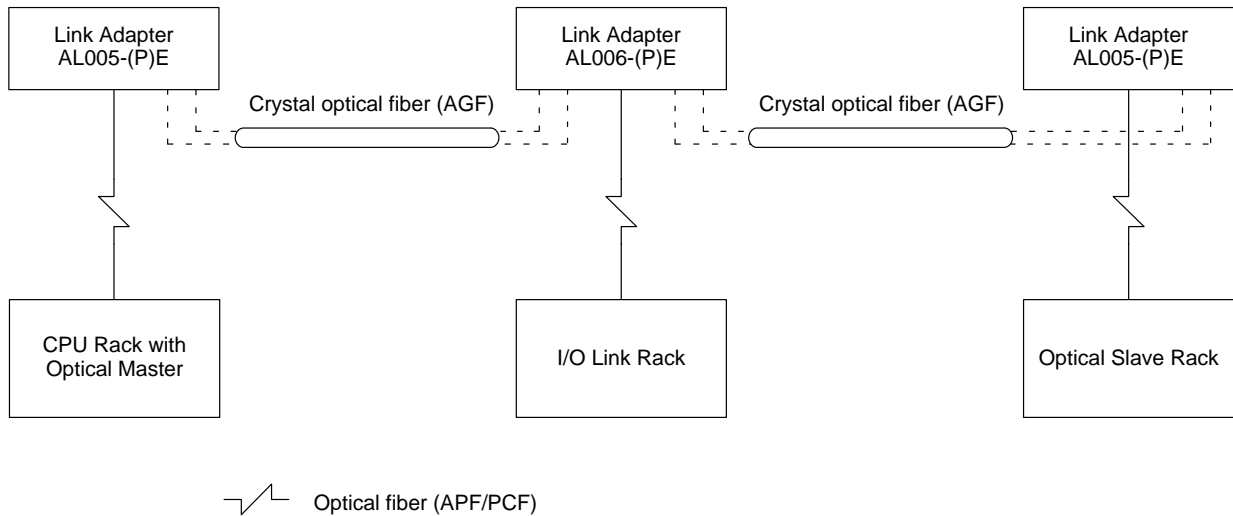 Link Adapter
AL005-(P)E
Link Adapter
AL006-(P)E
Link Adapter
AL005-(P)E
Crystal optical fiber (AGF)
Crystal optical fiber (AGF)
CPU Rack with
Optical Master
I/O Link Rack
Optical Slave Rack
Optical fiber (APF/PCF)